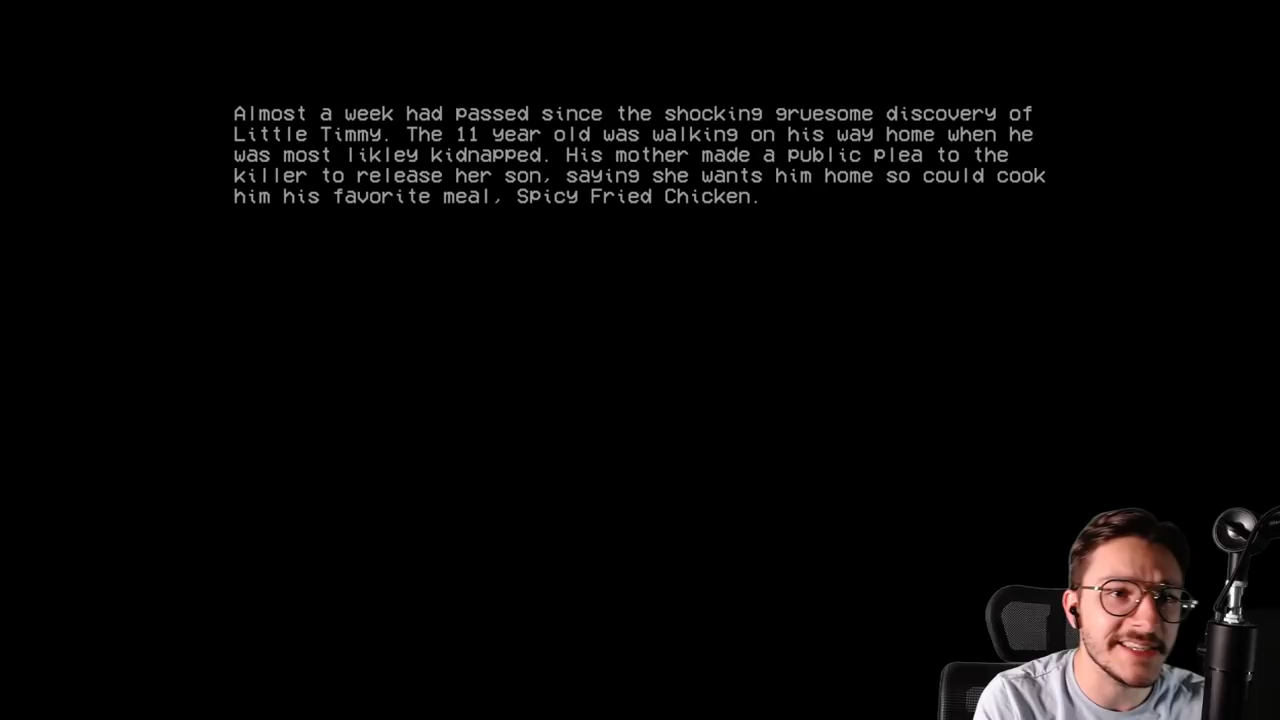 Almost a week had passed since the shocking gruesome discovery of
Little Timmy. The 11 year old was walking on his way home when he
was most likley kidnapped. His mother made a public plea to the
killer to release her son, saying she wants him home so could cook
him his favorite meal, Spicy Fried Chicken.